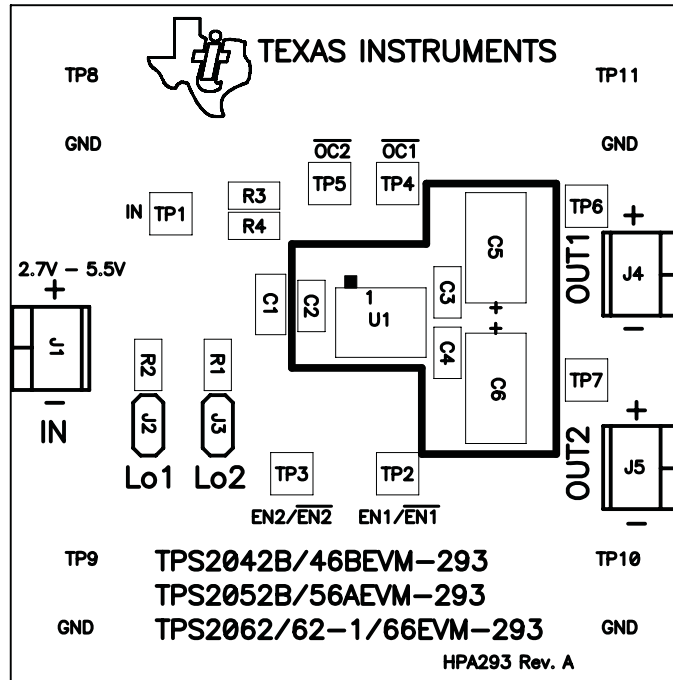 TEXAS INSTRUMENTS
TP8
TP11
GND
GND
OC2
OC1
TP5
TP4
R3
IN
TP1
R4
TP6
+
C5
OUT1
J4
2.7V - 5.5V
+
C1
C2
1
U1
C3
+
+
-
J1
R2
R1
C4
C6
TP7
-
IN
J2
J3
+
Lo1
Lo2
TP3
TP2
OUT2
J5
EN2/EN2
EN1/EN1
-
TP9
TPS2042B/46BEVM-293
TP10
TPS2052B/56AEVM-293
GND
TPS2062/62-1/66EVM-293
GND
HPA293 Rev. A